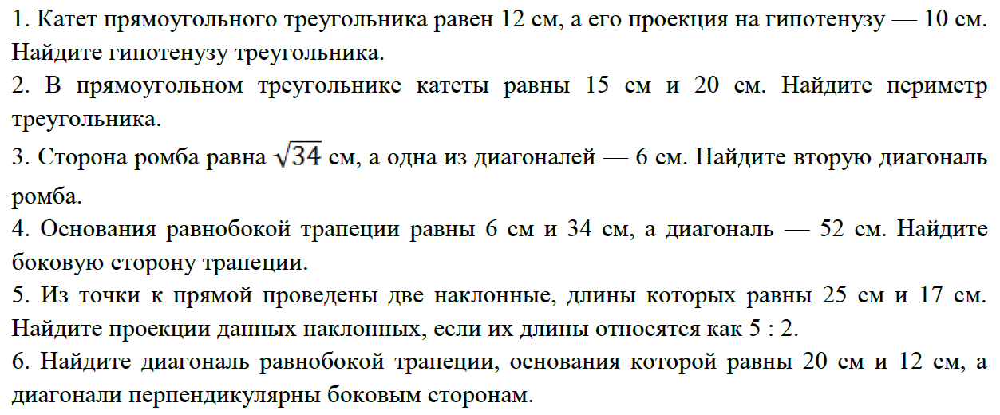 1. Катет прямоугольного треугольника равен 12 см, а его проекция на гипотенузу — 10 см.
Найдите гипотенузу треугольника.
2. В прямоугольном треугольнике катеты равны 15 см и 20 см. Найдите периметр
треугольника.
3. Сторона ромба равна √34 см, а одна из диагоналей — 6 см. Найдите вторую диагональ
ромба.
4. Основания равнобокой трапеции равны 6 см и 34 см, а диагональ — 52 см. Найдите
боковую сторону трапеции.
5. Из точки к прямой проведены две наклонные, длины которых равны 25 см и 17 см.
Найдите проекции данных наклонных, если их длины относятся как 5 : 2.
6. Найдите диагональ равнобокой трапеции, основания которой равны 20 см и 12 см, а
диагонали перпендикулярны боковым сторонам.